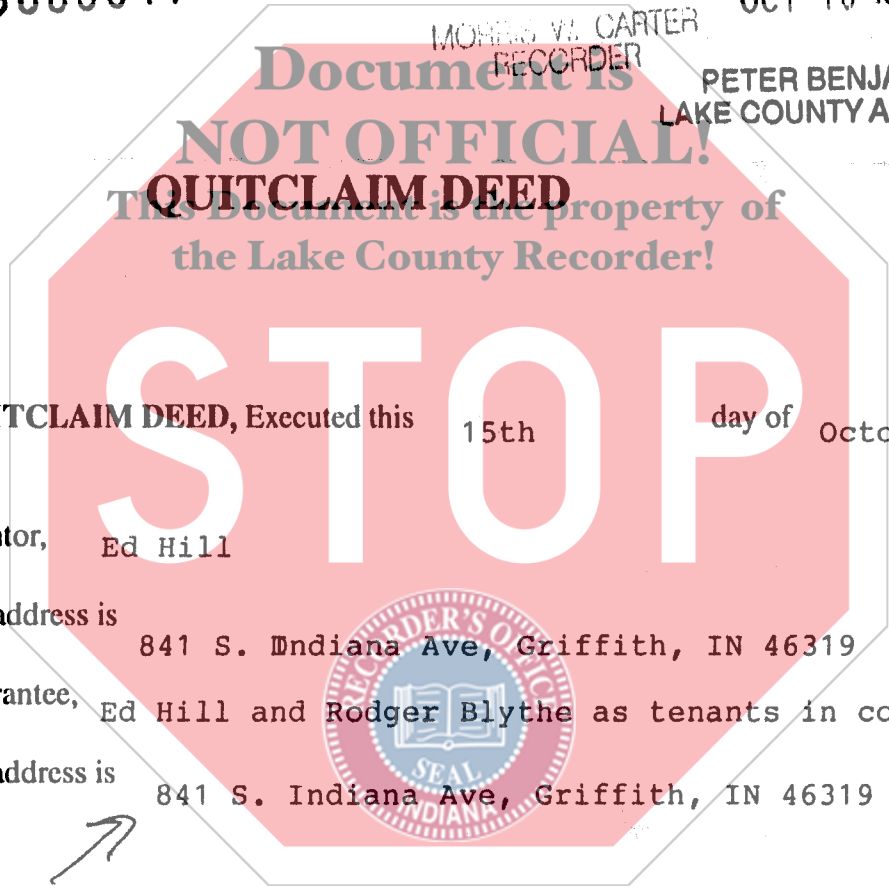 MORRIS W. CARTER
RECORDER
PETER BENJA
LAKE COUNTY A
Document is
NOT OFFICIAL!
QUITCLAIM DEED
This Document is the property of
the Lake County Recorder!
STOP
ITCLAIM DEED, Executed this 15th day of Octo
tor, Ed Hill
address is
841 S. Indiana Ave, Griffith, IN 46319
rantee, Ed Hill and Rodger Blythe as tenants in co
address is
841 S. Indiana Ave, Griffith, IN 46319
RECORDER'S OFFICE
SEAL
INDIANA